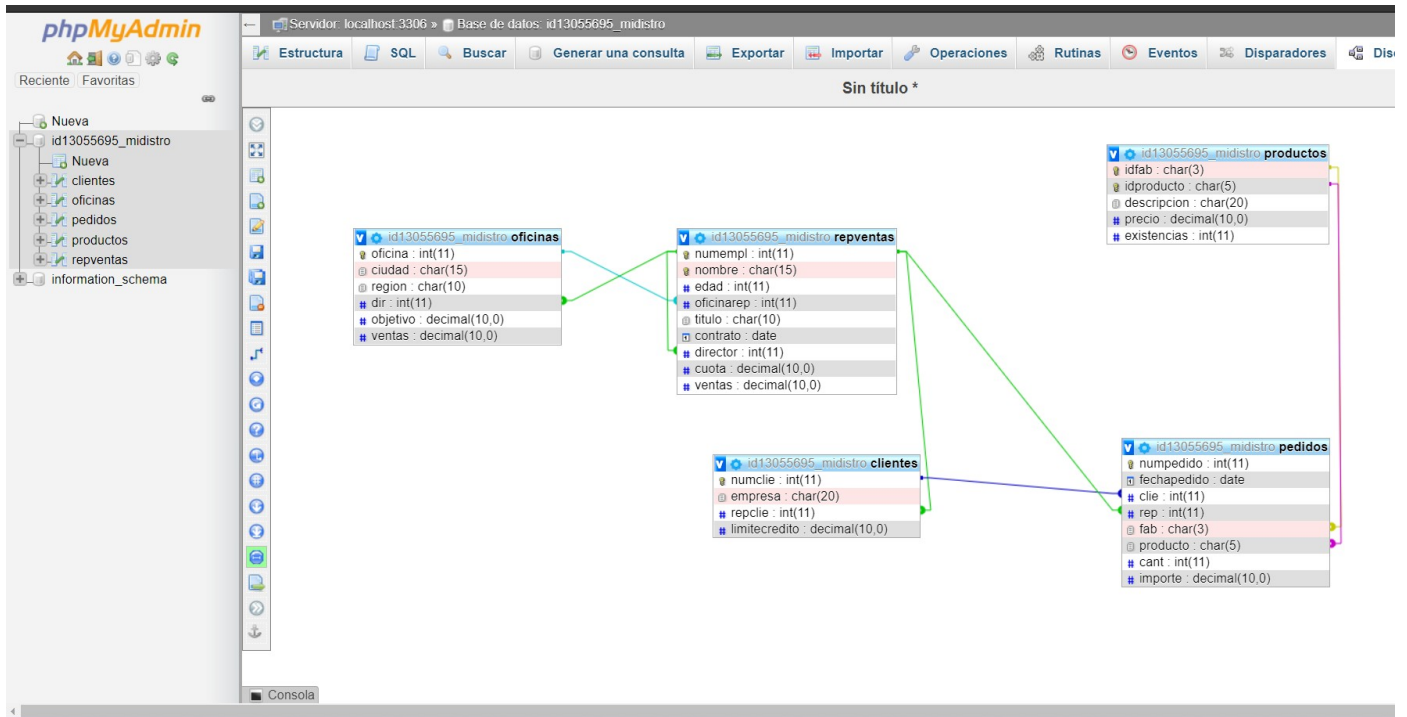 phpMyAdmin
Reciente Favoritas
Nueva
id13055695_midistro
Nueva
clientes
oficinas
pedidos
productos
repventas
information_schema
Servidor: localhost:3306 » Base de datos: id13055695_midistro
Estructura SQL Buscar Generar una consulta Exportar Importar Operaciones Rutinas Eventos Disparadores Dis
Sin título *
id13055695_midistro productos
idfab : char(3)
idproducto : char(5)
descripcion : char(20)
precio : decimal(10,0)
existencias : int(11)
id13055695_midistro oficinas
oficina : int(11)
ciudad : char(15)
region : char(10)
dir : int(11)
objetivo : decimal(10,0)
ventas : decimal(10,0)
id13055695_midistro repventas
numempl : int(11)
nombre : char(15)
edad : int(11)
oficinarep : int(11)
titulo : char(10)
contrato : date
director : int(11)
cuota : decimal(10,0)
ventas : decimal(10,0)
id13055695_midistro clientes
numclie : int(11)
empresa : char(20)
repclie : int(11)
limitecredito : decimal(10,0)
id13055695_midistro pedidos
numpedido : int(11)
fechapedido : date
clie : int(11)
rep : int(11)
fab : char(3)
producto : char(5)
cant : int(11)
importe : decimal(10,0)
Consola